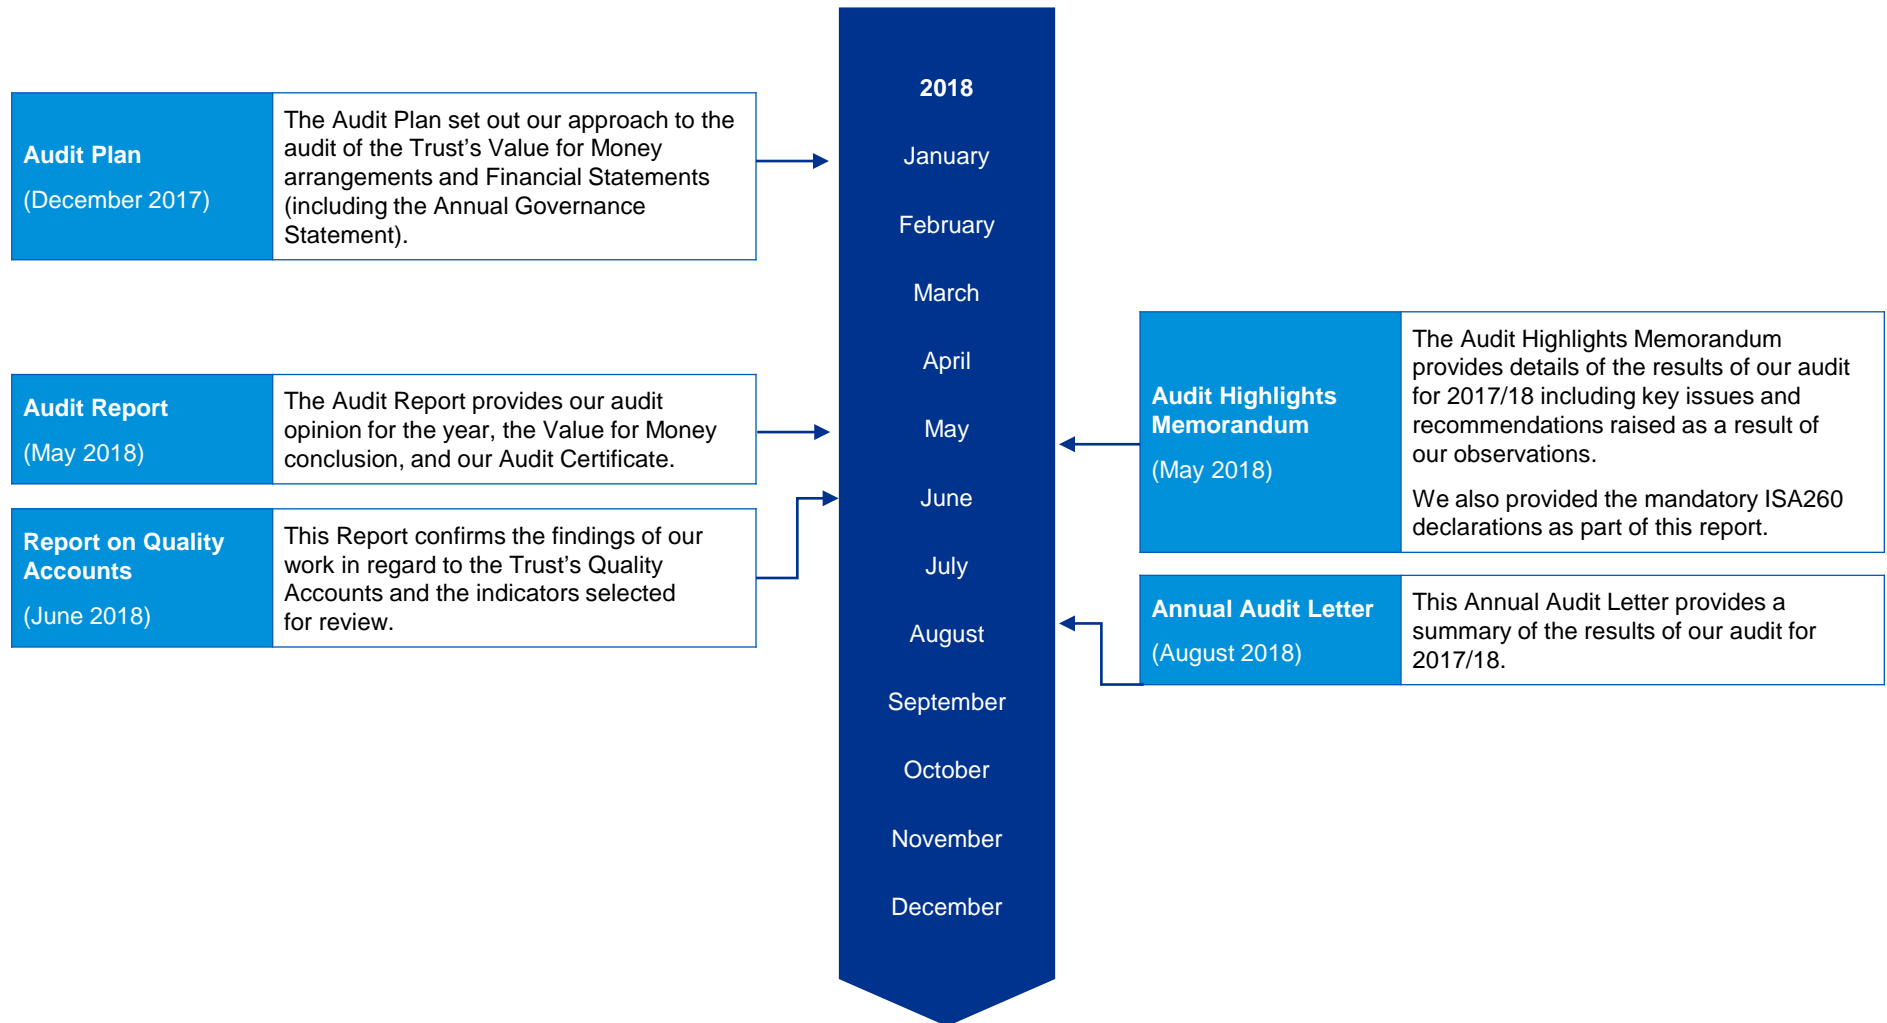 Audit Plan
(December 2017)
The Audit Plan set out our approach to the
audit of the Trust’s Value for Money
arrangements and Financial Statements
(including the Annual Governance
Statement).
Audit Report
(May 2018)
The Audit Report provides our audit
opinion for the year, the Value for Money
conclusion, and our Audit Certificate.
Report on Quality
Accounts
(June 2018)
This Report confirms the findings of our
work in regard to the Trust’s Quality
Accounts and the indicators selected
for review.
2018
January
February
March
April
May
June
July
August
September
October
November
December
Audit Highlights
Memorandum
(May 2018)
The Audit Highlights Memorandum
provides details of the results of our audit
for 2017/18 including key issues and
recommendations raised as a result of
our observations.
We also provided the mandatory ISA260
declarations as part of this report.
Annual Audit Letter
(August 2018)
This Annual Audit Letter provides a
summary of the results of our audit for
2017/18.